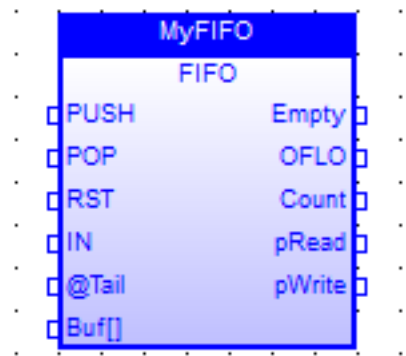 MyFIFO
FIFO
PUSH Empty
POP OFLO
RST Count
IN pRead
@Tail pWrite
Buf[]